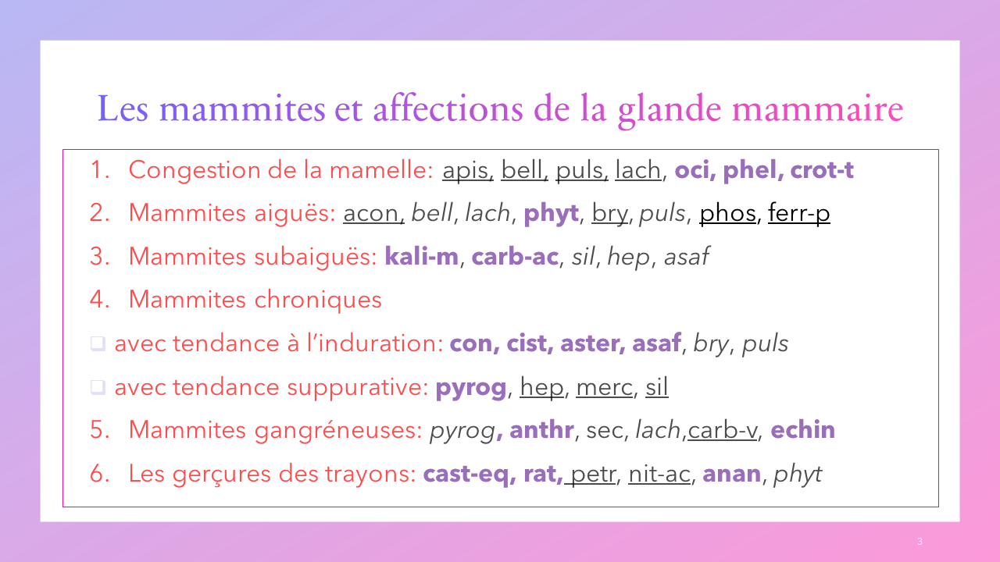 Les mammites et affections de la glande mammaire
1. Congestion de la mamelle: apis, bell, puls, lach, oci, phel, crot-t
2. Mammites aiguës: acon, bell, lach, phyt, bry, puls, phos, ferr-p
3. Mammites subaiguës: kali-m, carb-ac, sil, hep, asaf
4. Mammites chroniques
❑ avec tendance à l’induration: con, cist, aster, asaf, bry, puls
❑ avec tendance suppurative: pyrog, hep, merc, sil
5. Mammites gangréneuses: pyrog, anthr, sec, lach,carb-v, echin
6. Les gerçures des trayons: cast-eq, rat, petr, nit-ac, anan, phyt
3